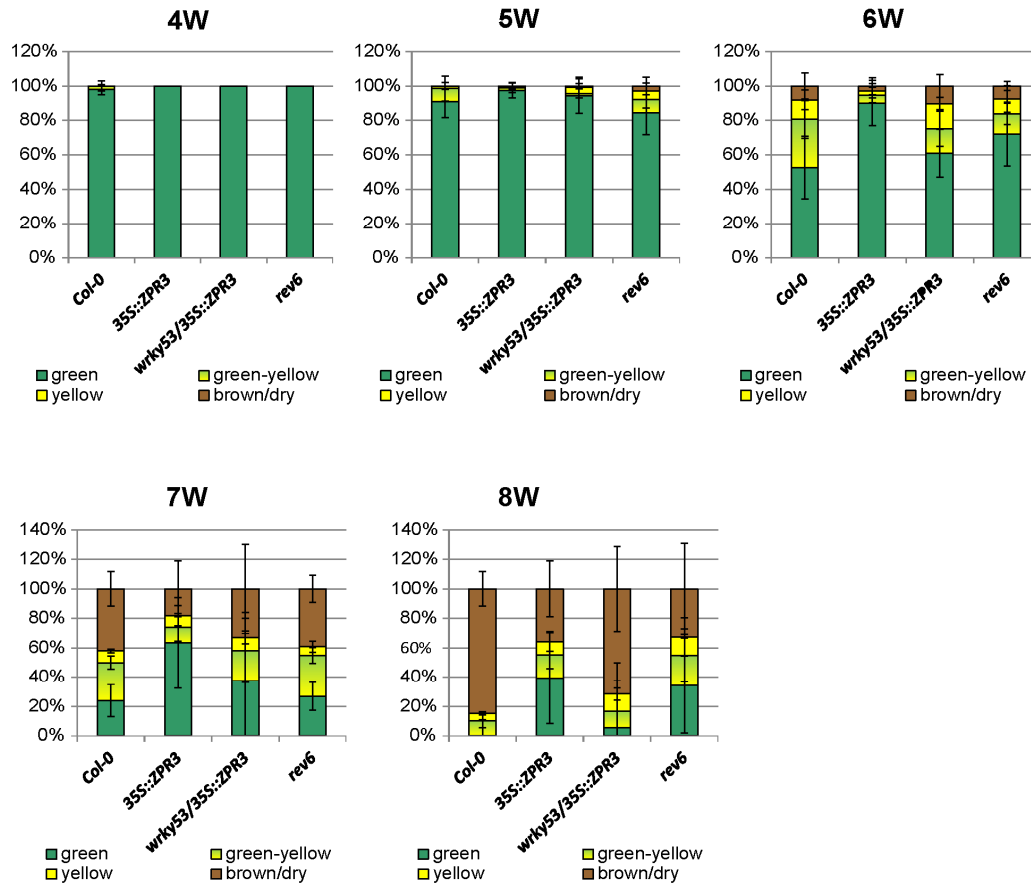 4W
5W
6W
120%
100%
80%
60%
40%
20%
0%
Col-0
35S::ZPR3
wrky53/35S::ZPR3
rev6
green
green-yellow
yellow
brown/dry
120%
100%
80%
60%
40%
20%
0%
Col-0
35S::ZPR3
wrky53/35S::ZPR3
rev6
green
green-yellow
yellow
brown/dry
120%
100%
80%
60%
40%
20%
0%
Col-0
35S::ZPR3
wrky53/35S::ZPR3
rev6
green
green-yellow
yellow
brown/dry
7W
8W
140%
120%
100%
80%
60%
40%
20%
0%
Col-0
35S::ZPR3
wrky53/35S::ZPR3
rev6
green
green-yellow
yellow
brown/dry
140%
120%
100%
80%
60%
40%
20%
0%
Col-0
35S::ZPR3
wrky53/35S::ZPR3
rev6
green
green-yellow
yellow
brown/dry